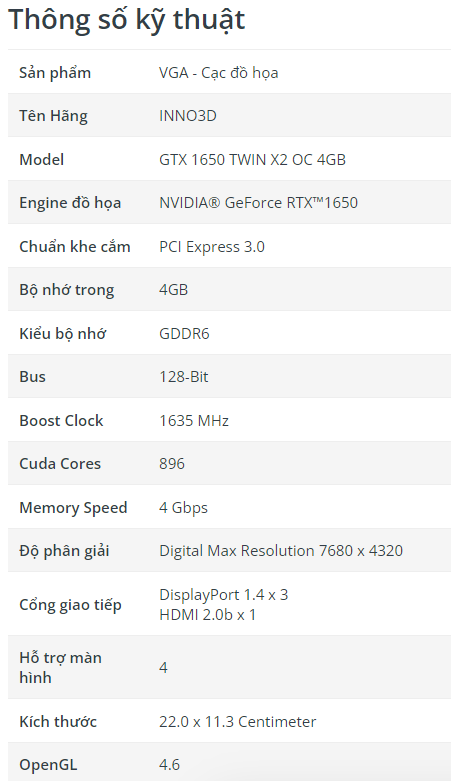 Thông số kỹ thuật
Sản phẩm VGA - Cạc đồ họa
Tên Hãng INNO3D
Model GTX 1650 TWIN X2 OC 4GB
Engine đồ họa NVIDIA® GeForce RTX™1650
Chuẩn khe cắm PCI Express 3.0
Bộ nhớ trong 4GB
Kiểu bộ nhớ GDDR6
Bus 128-Bit
Boost Clock 1635 MHz
Cuda Cores 896
Memory Speed 4 Gbps
Độ phân giải Digital Max Resolution 7680 x 4320
Cổng giao tiếp DisplayPort 1.4 x 3
HDMI 2.0b x 1
Hỗ trợ màn
hình 4
Kích thước 22.0 x 11.3 Centimeter
OpenGL 4.6